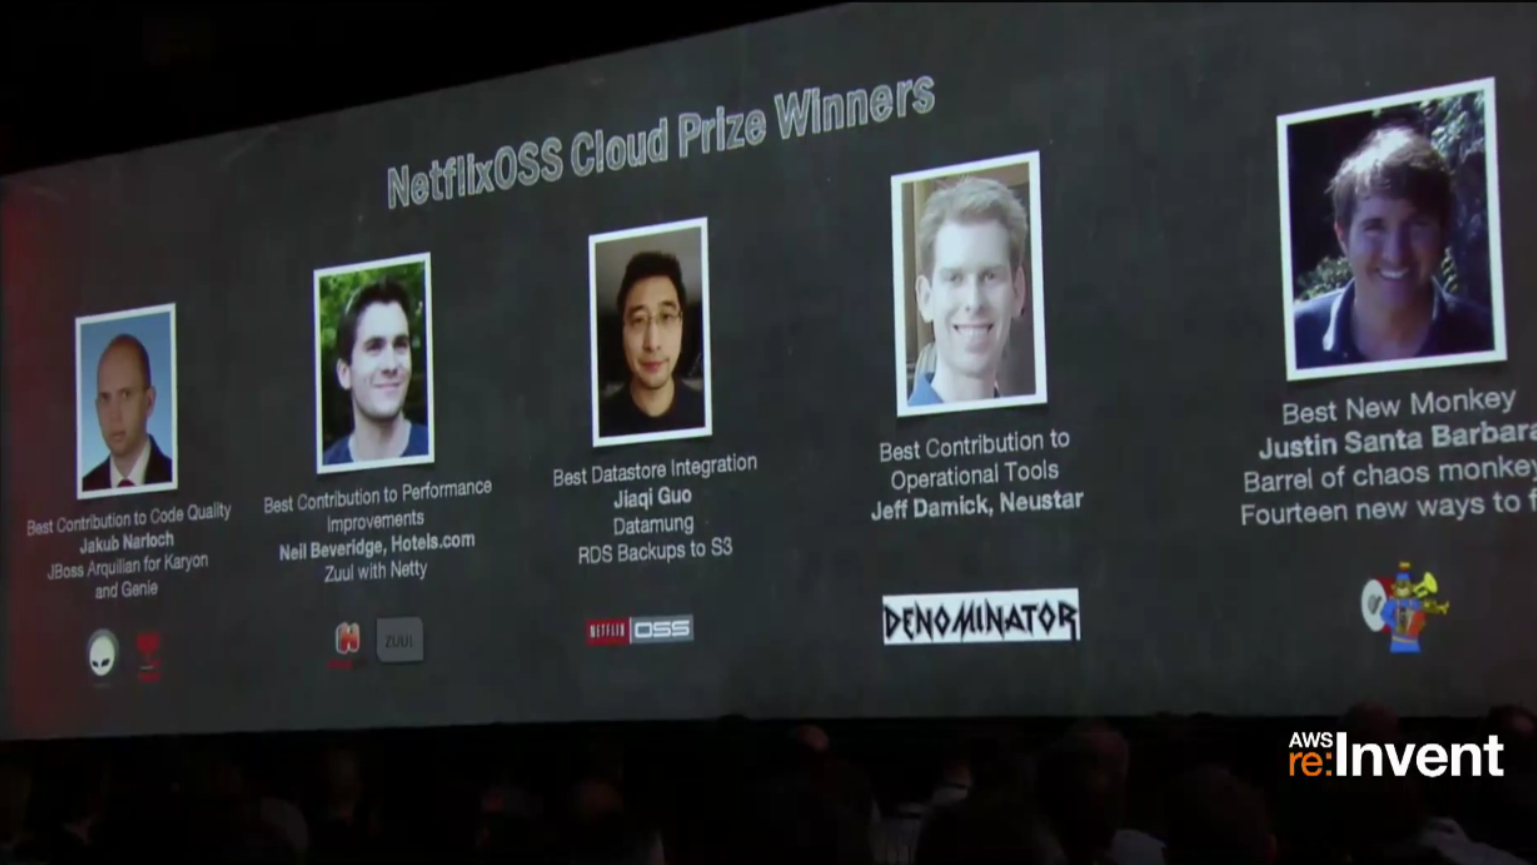 NetflixOSS Cloud Prize Winners
Best Contribution to Code Quality
Jakub Narloch
JBoss Arquilian for Karyon
and Genie
Best Contribution to Performance
Improvements
Neil Beveridge, Hotels.com
Zuul with Netty
ZUUL
Best Datastore Integration
Jiaqi Guo
Datamung
RDS Backups to S3
NETFLIX OSS
Best Contribution to
Operational Tools
Jeff Damick, Neustar
DENOMINATOR
Best New Monkey
Justin Santa Barbara
Barrel of chaos monkey
Fourteen new ways to
AWS
re:Invent